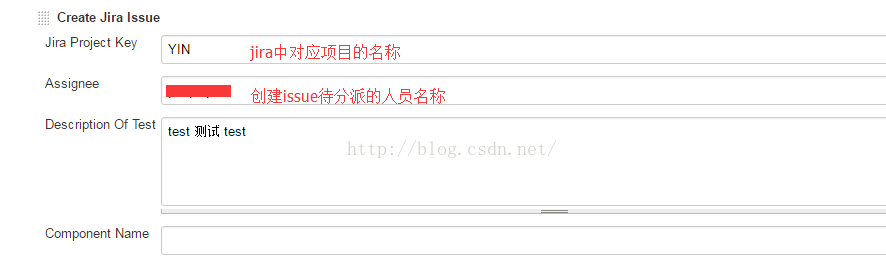 Create Jira Issue
Jira Project Key YIN jira中对应项目的名称
Assignee 创建issue待分派的人员名称
Description Of Test test 测试 test
http://blog.csdn.net/
Component Name